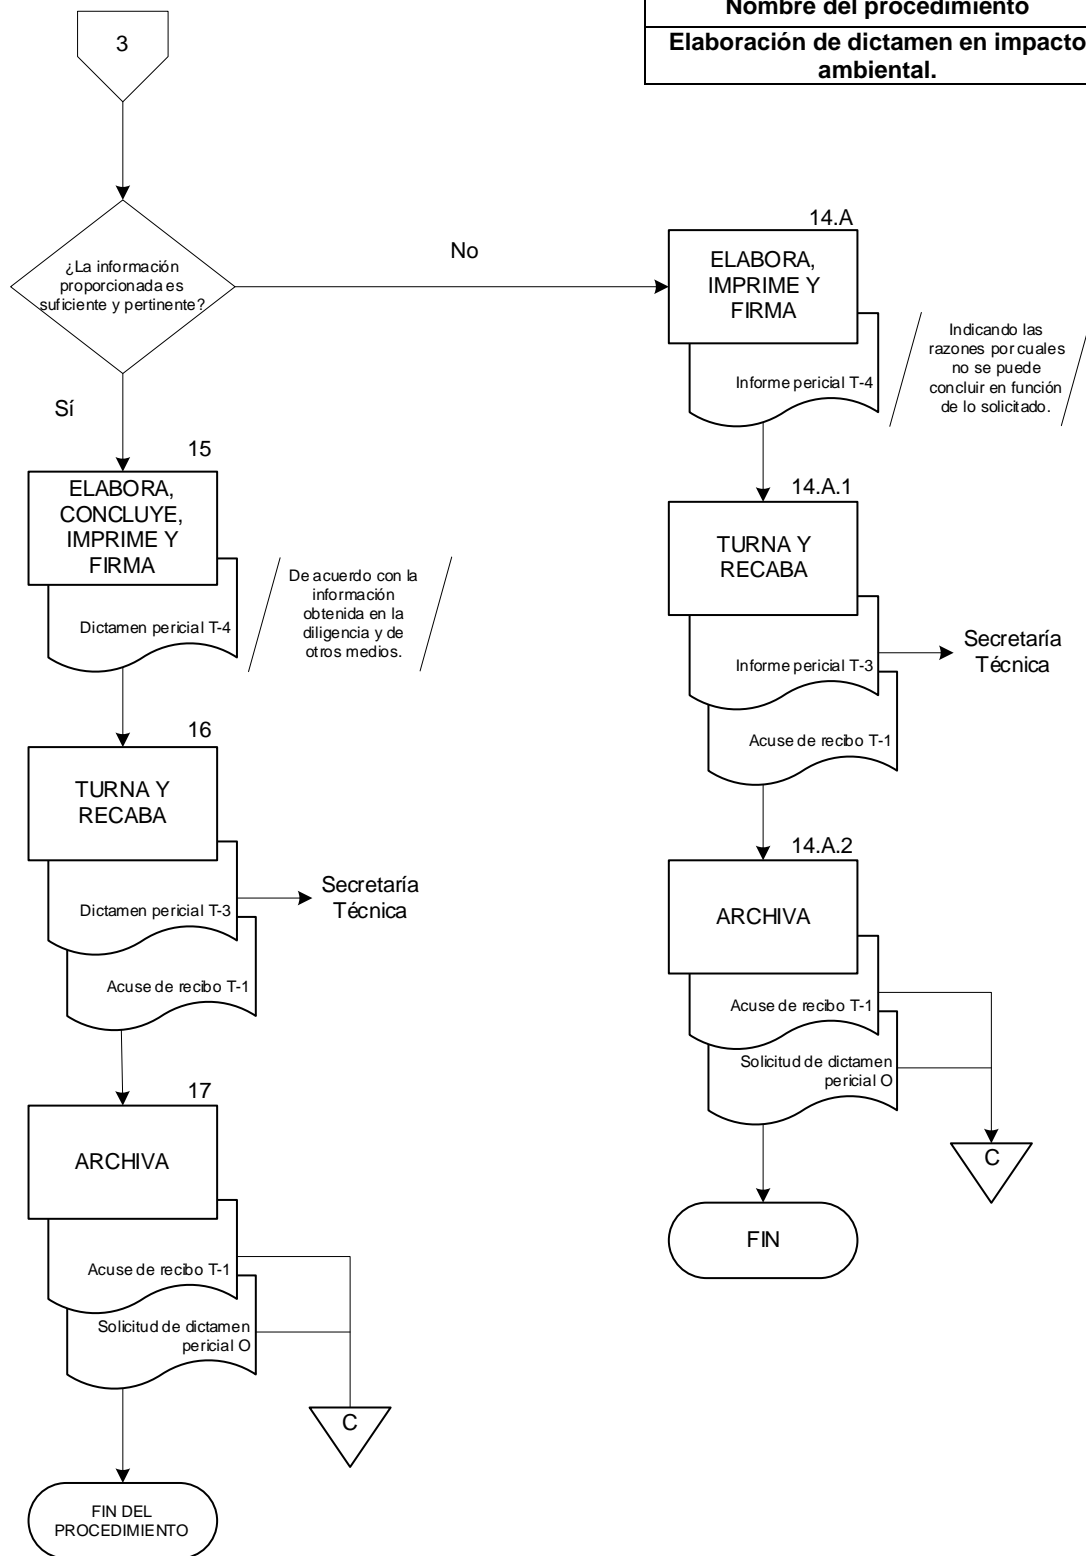 Nombre del procedimiento
Elaboración de dictamen en impacto
ambiental.
3
¿La información
proporcionada es
suficiente y pertinente?
No
Sí
14.A
ELABORA,
IMPRIME Y
FIRMA
Informe pericial T-4
Indicando las
razones por cuales
no se puede
concluir en función
de lo solicitado.
14.A.1
TURNA Y
RECABA
Informe pericial T-3
Secretaría
Técnica
Acuse de recibo T-1
14.A.2
ARCHIVA
Acuse de recibo T-1
Solicitud de dictamen
pericial O
C
FIN
15
ELABORA,
CONCLUYE,
IMPRIME Y
FIRMA
Dictamen pericial T-4
De acuerdo con la
información
obtenida en la
diligencia y de
otros medios.
16
TURNA Y
RECABA
Dictamen pericial T-3
Secretaría
Técnica
Acuse de recibo T-1
17
ARCHIVA
Acuse de recibo T-1
Solicitud de dictamen
pericial O
C
FIN DEL
PROCEDIMIENTO